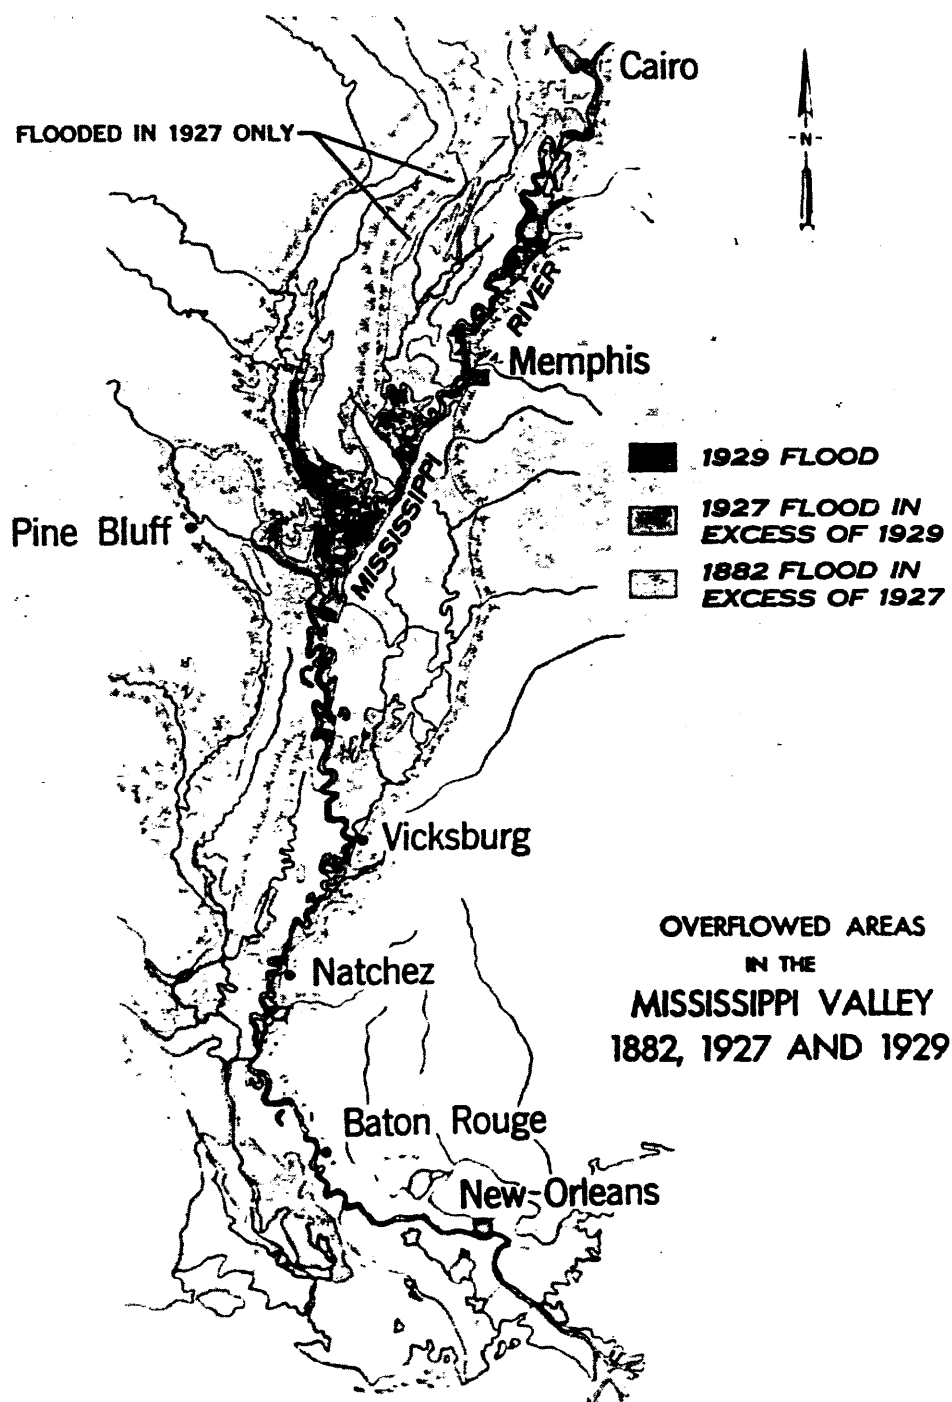 Cairo
FLOODED IN 1927 ONLY
-N-
RIVER
Memphis
1929 FLOOD
MISSISSIPPI
1927 FLOOD IN
EXCESS OF 1929
Pine Bluff
1882 FLOOD IN
EXCESS OF 1927
Vicksburg
OVERFLOWED AREAS
IN THE
MISSISSIPPI VALLEY
1882, 1927 AND 1929
Natchez
Baton Rouge
New-Orleans